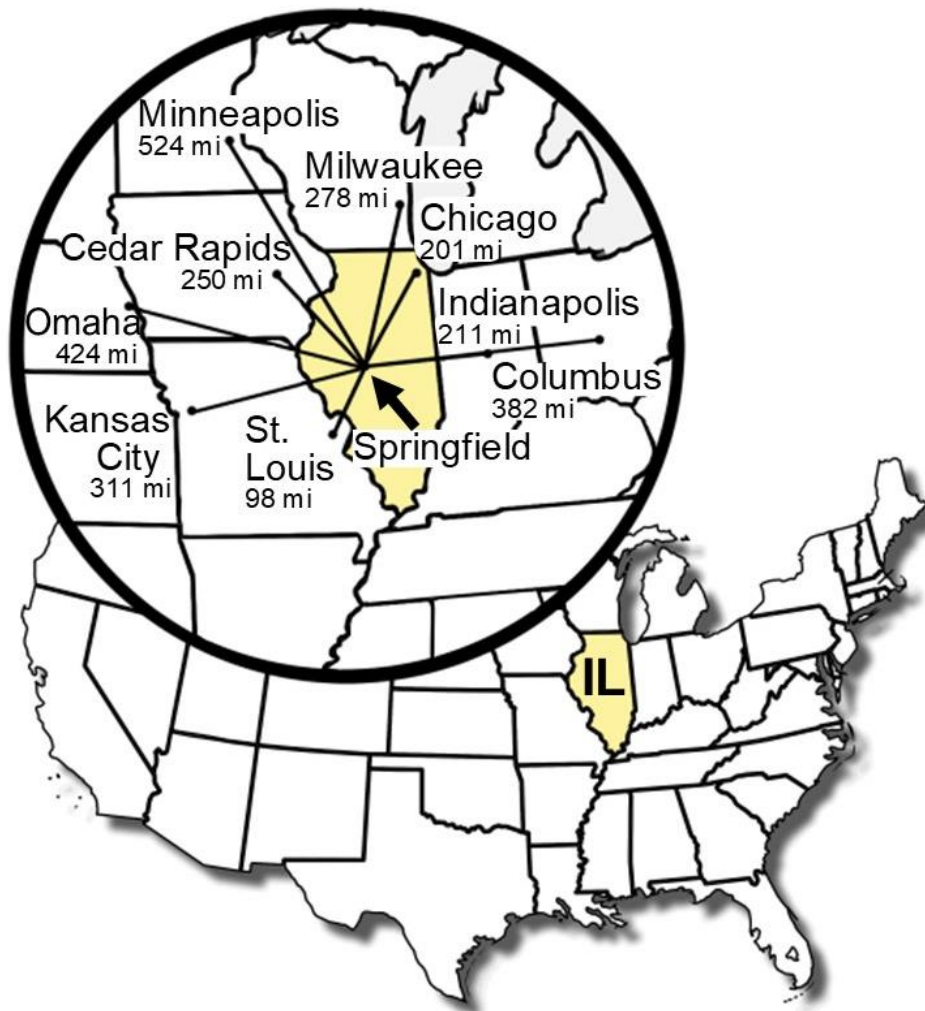 Minneapolis
524 mi
Milwaukee
278 mi
Chicago
201 mi
Cedar Rapids
250 mi
Indianapolis
211 mi
Omaha
424 mi
Columbus
382 mi
Kansas
City
311 mi
St.
Louis
98 mi
Springfield
IL